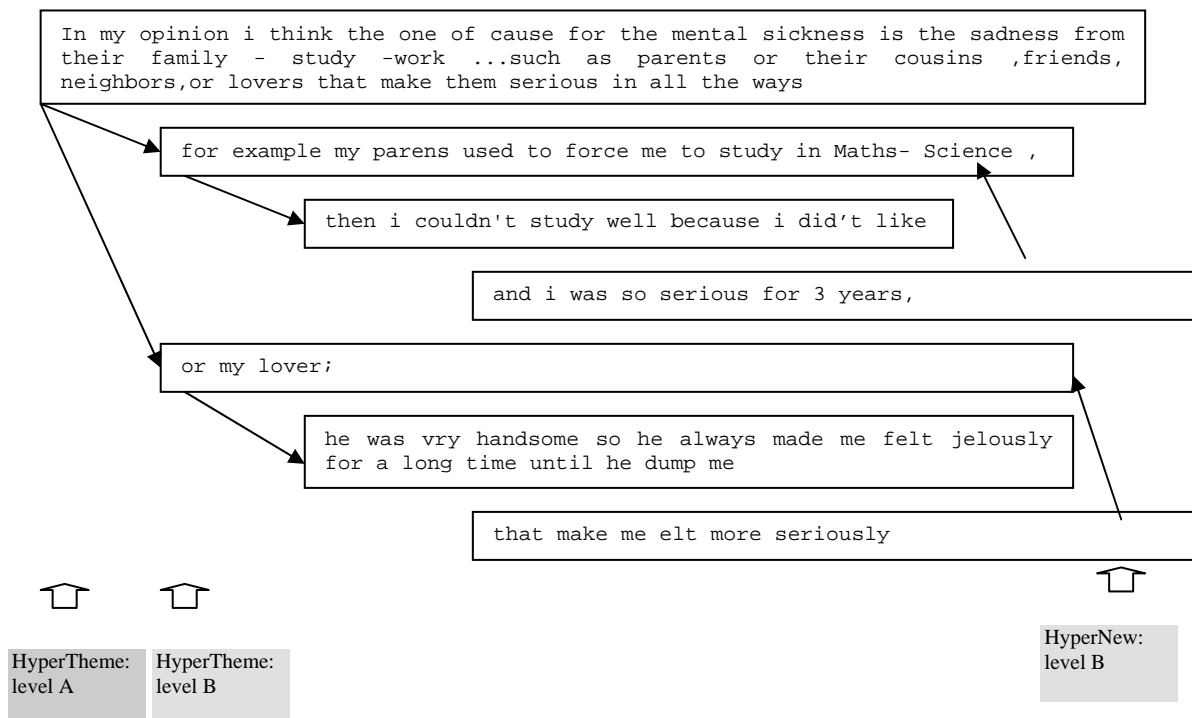 In my opinion i think the one of cause for the mental sickness is the sadness from
their family - study -work ...such as parents or their cousins ,friends,
neighbors,or lovers that make them serious in all the ways
for example my parens used to force me to study in Maths- Science ,
then i couldn't study well because i did’t like
and i was so serious for 3 years,
or my lover;
he was vry handsome so he always made me felt jelously
for a long time until he dump me
that make me elt more seriously
HyperTheme:
level A
HyperTheme:
level B
HyperNew:
level B